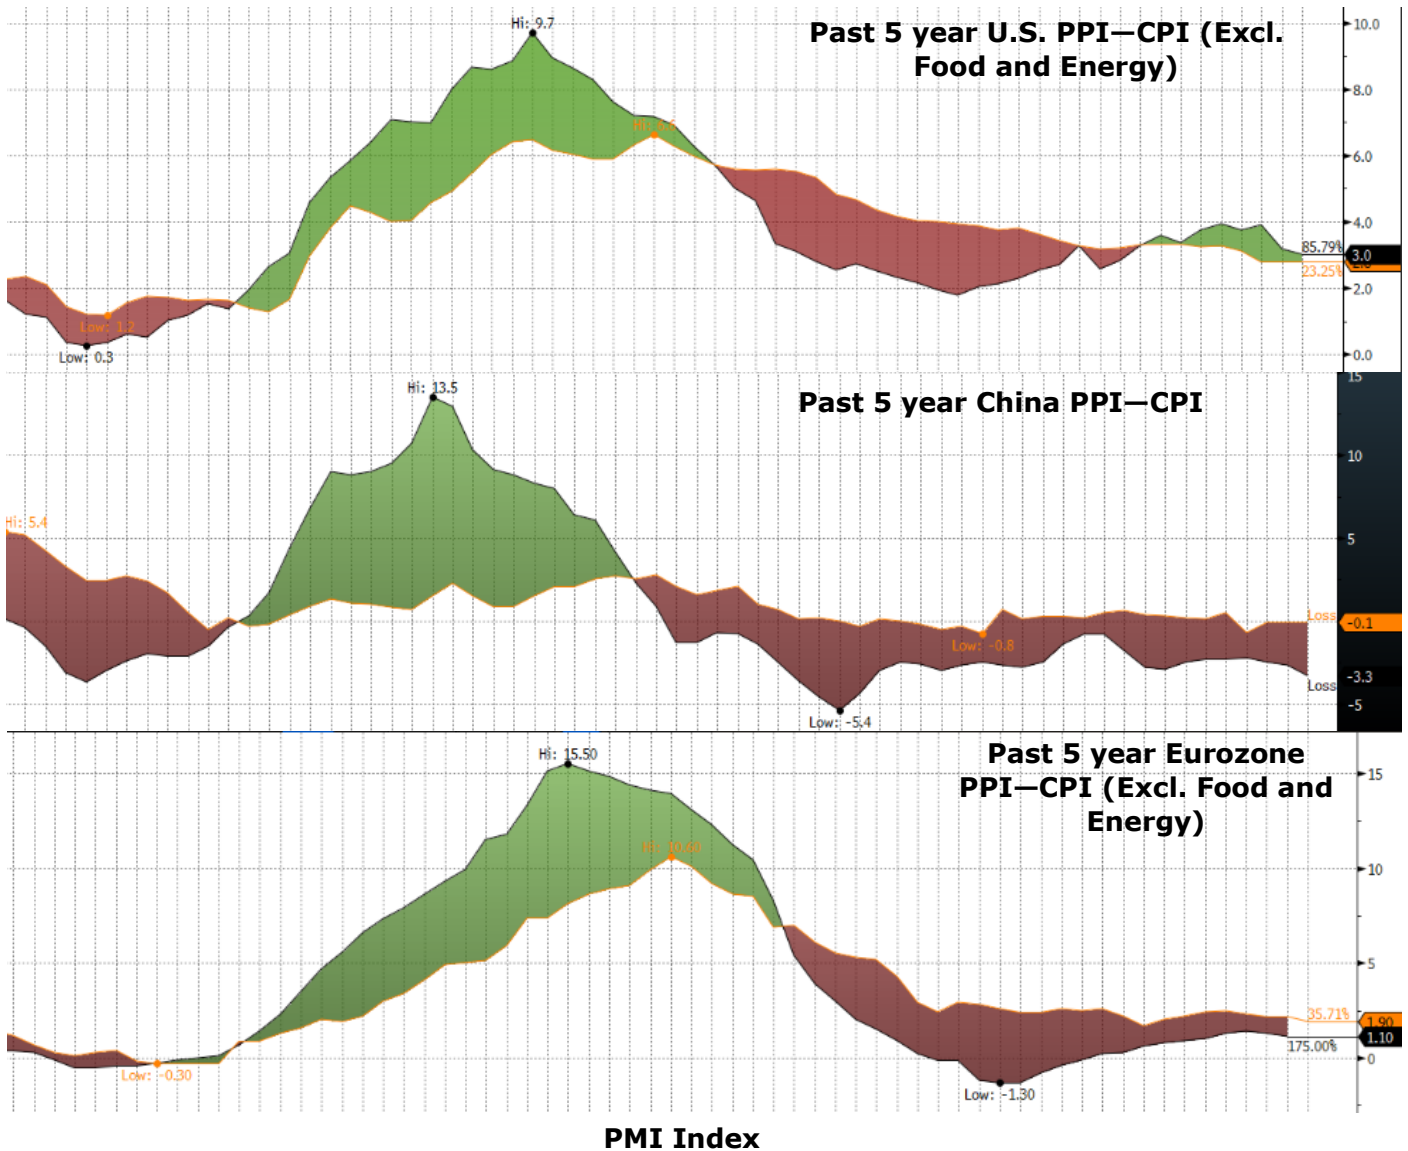 Hi: 9.7
Past 5 year U.S. PPI—CPI (Excl.
Food and Energy)
10.0
8.0
6.0
4.0
85.79%
3.0
23.25%
2.0
0.0
Low: 1.2
Low: 0.3
Hi: 13.5
Past 5 year China PPI—CPI
15
10
Hi: 5.4
5
Loss
-0.1
Low: -0.8
-3.3
Loss
-5
Low: -5.4
Hi: 15.50
Past 5 year Eurozone
PPI—CPI (Excl. Food and
Energy)
15
Hi: 10.60
10
5
35.71%
1.90
1.10
175.00%
0
Low: -0.30
Low: -1.30
PMI Index